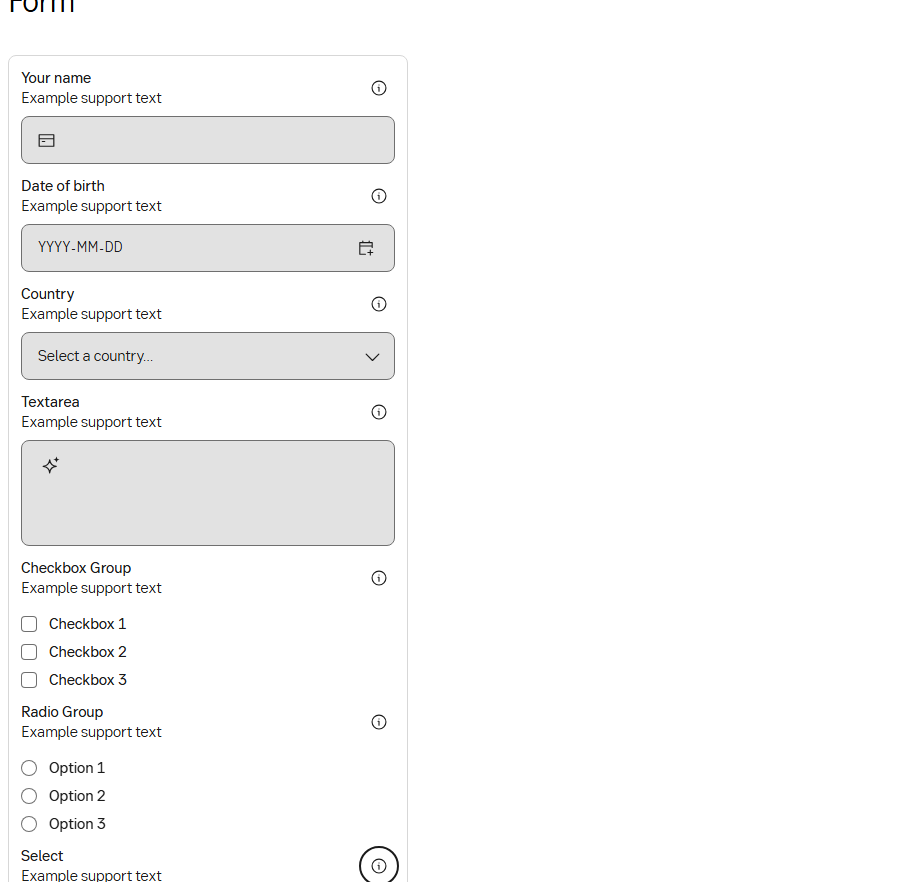 Form
Your name
Example support text
Date of birth
Example support text
YYYY-MM-DD
Country
Example support text
Select a country...
Textarea
Example support text
Checkbox Group
Example support text
Checkbox 1
Checkbox 2
Checkbox 3
Radio Group
Example support text
Option 1
Option 2
Option 3
Select
Example support text